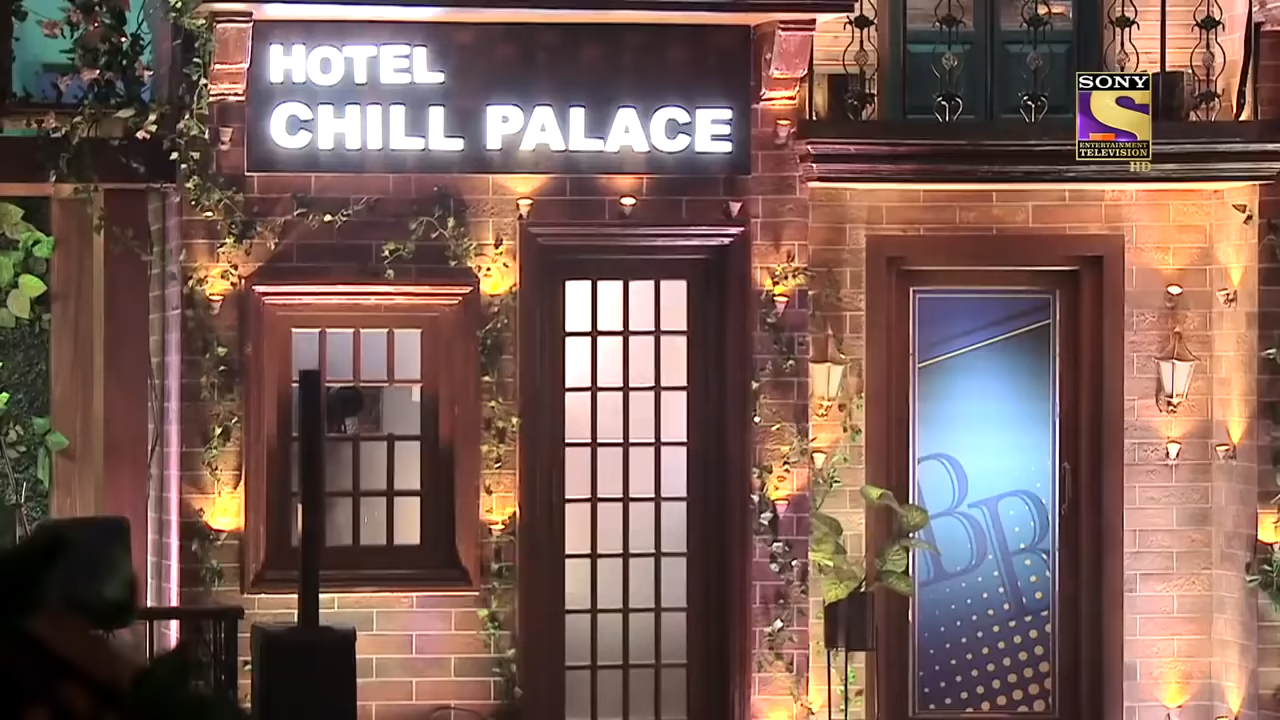 HOTEL
CHILL PALACE
SONY
ENTERTAINMENT
TELEVISION
HD
BB